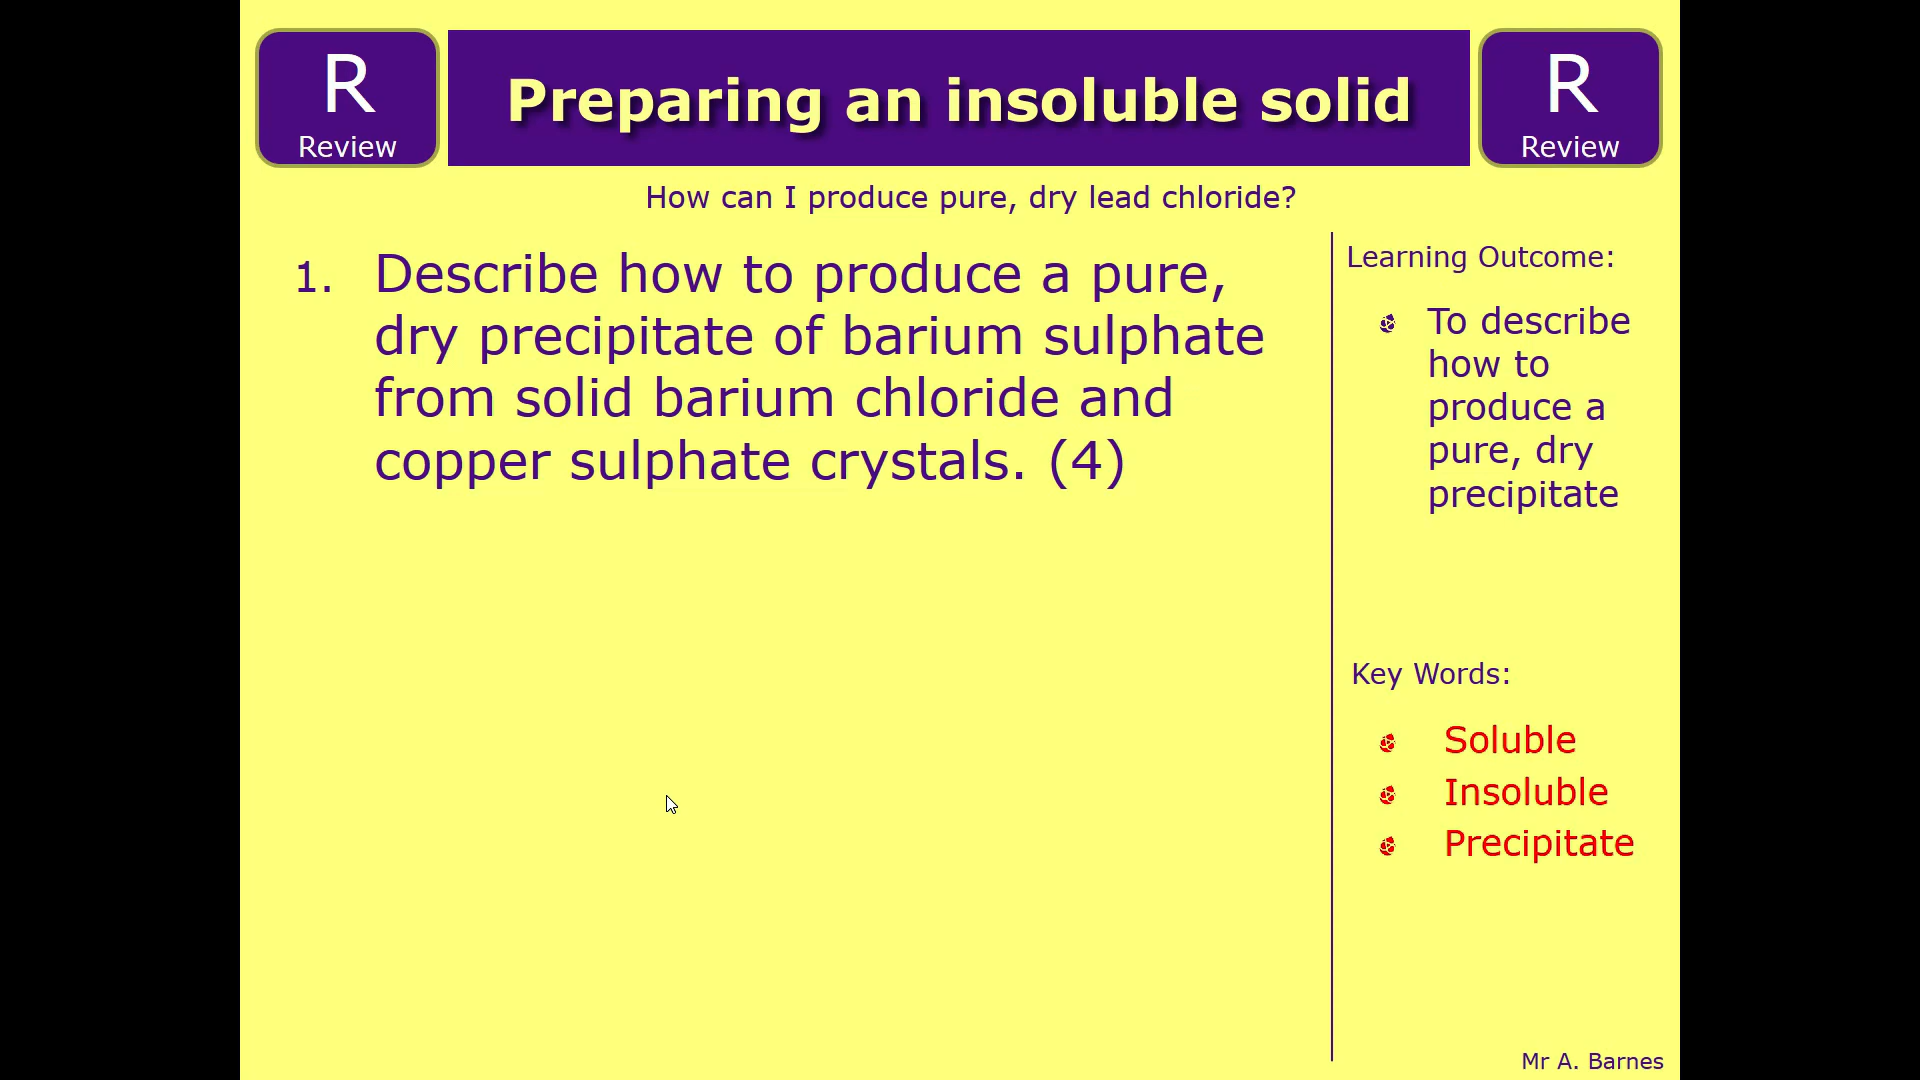 R
Review
Preparing an insoluble solid
R
Review
How can I produce pure, dry lead chloride?
1. Describe how to produce a pure,
dry precipitate of barium sulphate
from solid barium chloride and
copper sulphate crystals. (4)
Learning Outcome:
To describe
how to
produce a
pure, dry
precipitate
Key Words:
Soluble
Insoluble
Precipitate
Mr A. Barnes